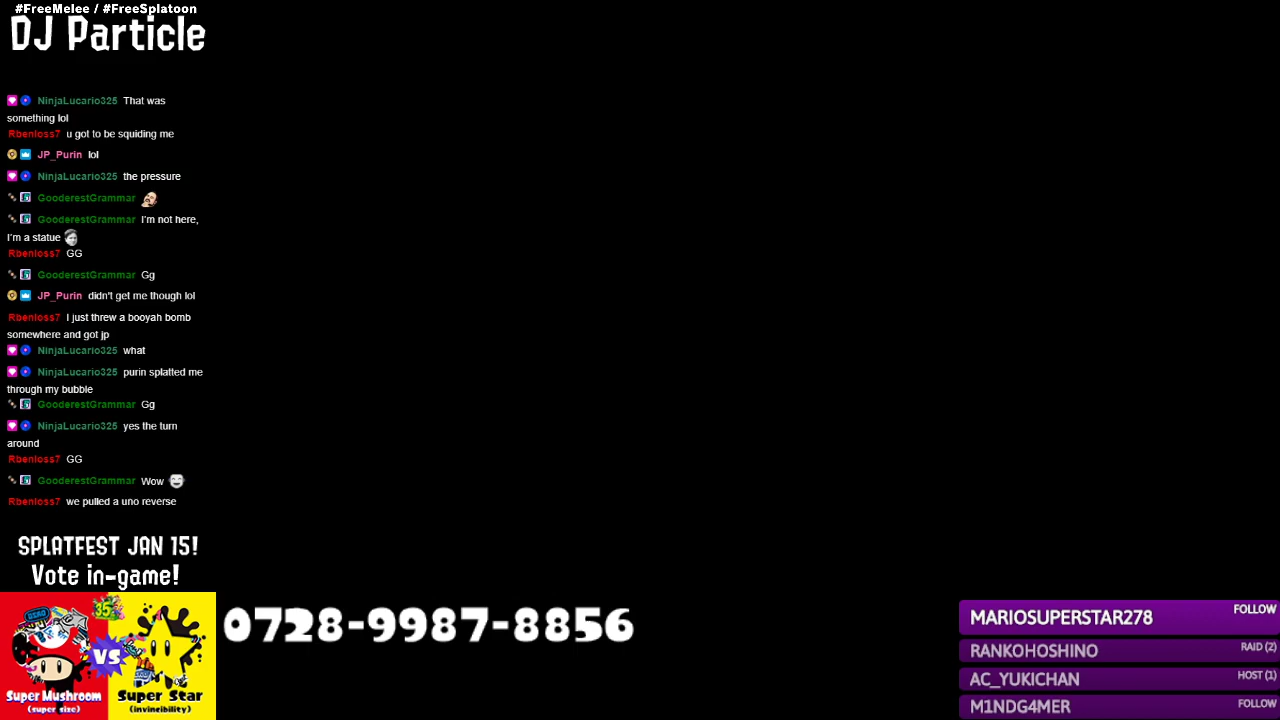 #FreeMelee / #FreeSplatoon
DJ Particle
NinjaLucario325 That was
something lol
Rbenloss7 u got to be squiding me
JP_Purin lol
NinjaLucario325 the pressure
GooderestGrammar
GooderestGrammar I'm not here,
I'm a statue
Rbenloss7 GG
GooderestGrammar Gg
JP_Purin didn't get me though lol
Rbenloss7 I just threw a booyah bomb
somewhere and got jp
NinjaLucario325 what
NinjaLucario325 purin splatted me
through my bubble
GooderestGrammar Gg
NinjaLucario325 yes the turn
around
Rbenloss7 GG
GooderestGrammar Wow
Rbenloss7 we pulled a uno reverse
SPLATFEST JAN 15!
Vote in-game!
35
VS
Super Mushroom
(super size)
Super Star
(invincibility)
0728-9987-8856
MARIOSUPERSTAR278 FOLLOW
RANKOHOSHINO RAID (2)
AC_YUKICHAN HOST (1)
M1NDG4MER FOLLOW